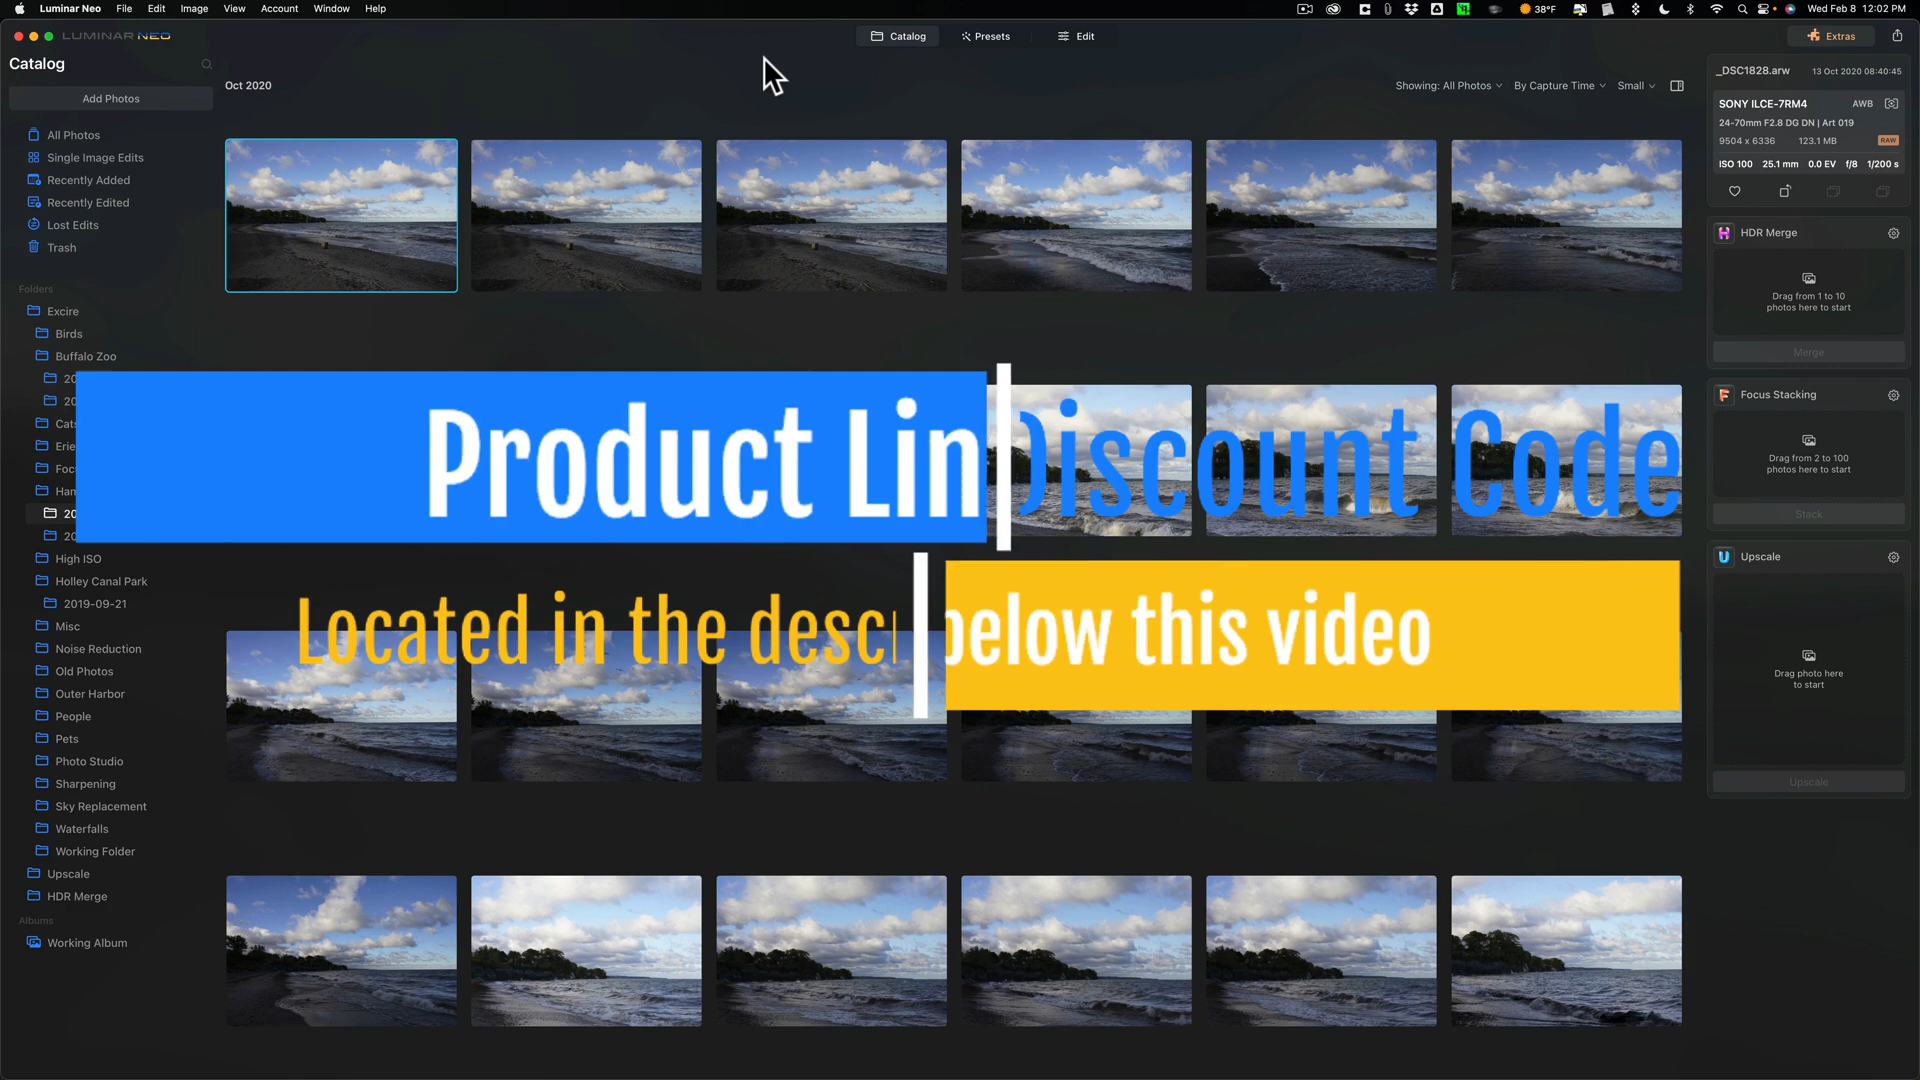 Luminar Neo File Edit Image View Account Window Help
38°F Wed Feb 8 12:02 PM
LUMINAR NEO
Catalog Presets Edit
Extras
Catalog
Add Photos
All Photos
Single Image Edits
Recently Added
Recently Edited
Lost Edits
Trash
Folders
Excire
Birds
Buffalo Zoo
20
20
Cats
Erie
Foc
Ham
20
20
High ISO
Holley Canal Park
2019-09-21
Misc
Noise Reduction
Old Photos
Outer Harbor
People
Pets
Photo Studio
Sharpening
Sky Replacement
Waterfalls
Working Folder
Upscale
HDR Merge
Albums
Working Album
Oct 2020
Showing: All Photos By Capture Time Small
Product Lin
Discount Code
Located in the desc
below this video
_DSC1828.arw 13 Oct 2020 08:40:45
SONY ILCE-7RM4 AWB
24-70mm F2.8 DG DN | Art 019
9504 x 6336 123.1 MB RAW
ISO 100 25.1 mm 0.0 EV f/8 1/200 s
HDR Merge
Drag from 1 to 10
photos here to start
Merge
Focus Stacking
Drag from 2 to 100
photos here to start
Stack
Upscale
Drag photo here
to start
Upscale